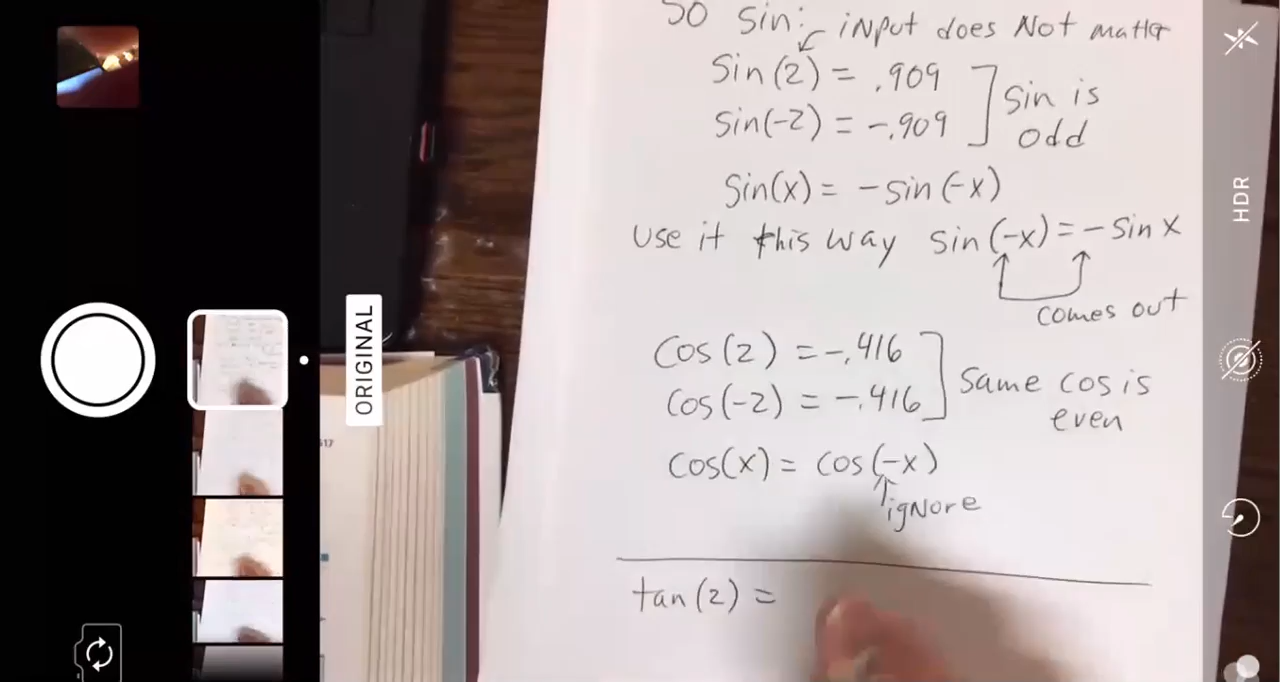 So sin: input does Not matter
Sin(2) = .909
Sin(-2) = -.909
Sin is
odd
Sin(x) = -sin(-x)
use it this way sin(-x) = - Sin x
comes out
Cos(2) = -.416
Cos(-2) = -.416
Same cos is
even
Cos(x) = cos(-x)
ignore
tan(2) =
ORIGINAL
HDR